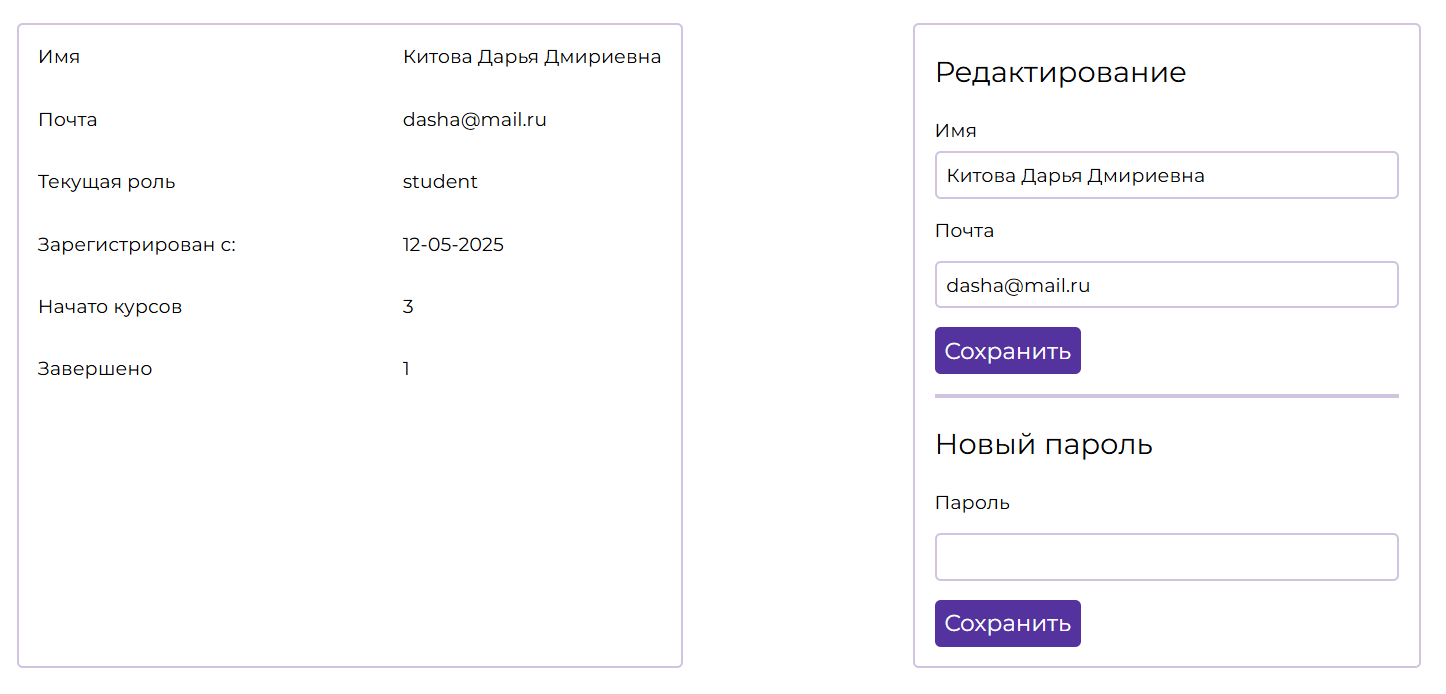 Имя Китова Дарья Дмириевна
Почта dasha@mail.ru
Текущая роль student
Зарегистрирован с: 12-05-2025
Начато курсов 3
Завершено 1
Редактирование
Имя
Китова Дарья Дмириевна
Почта
dasha@mail.ru
Сохранить
Новый пароль
Пароль
Сохранить